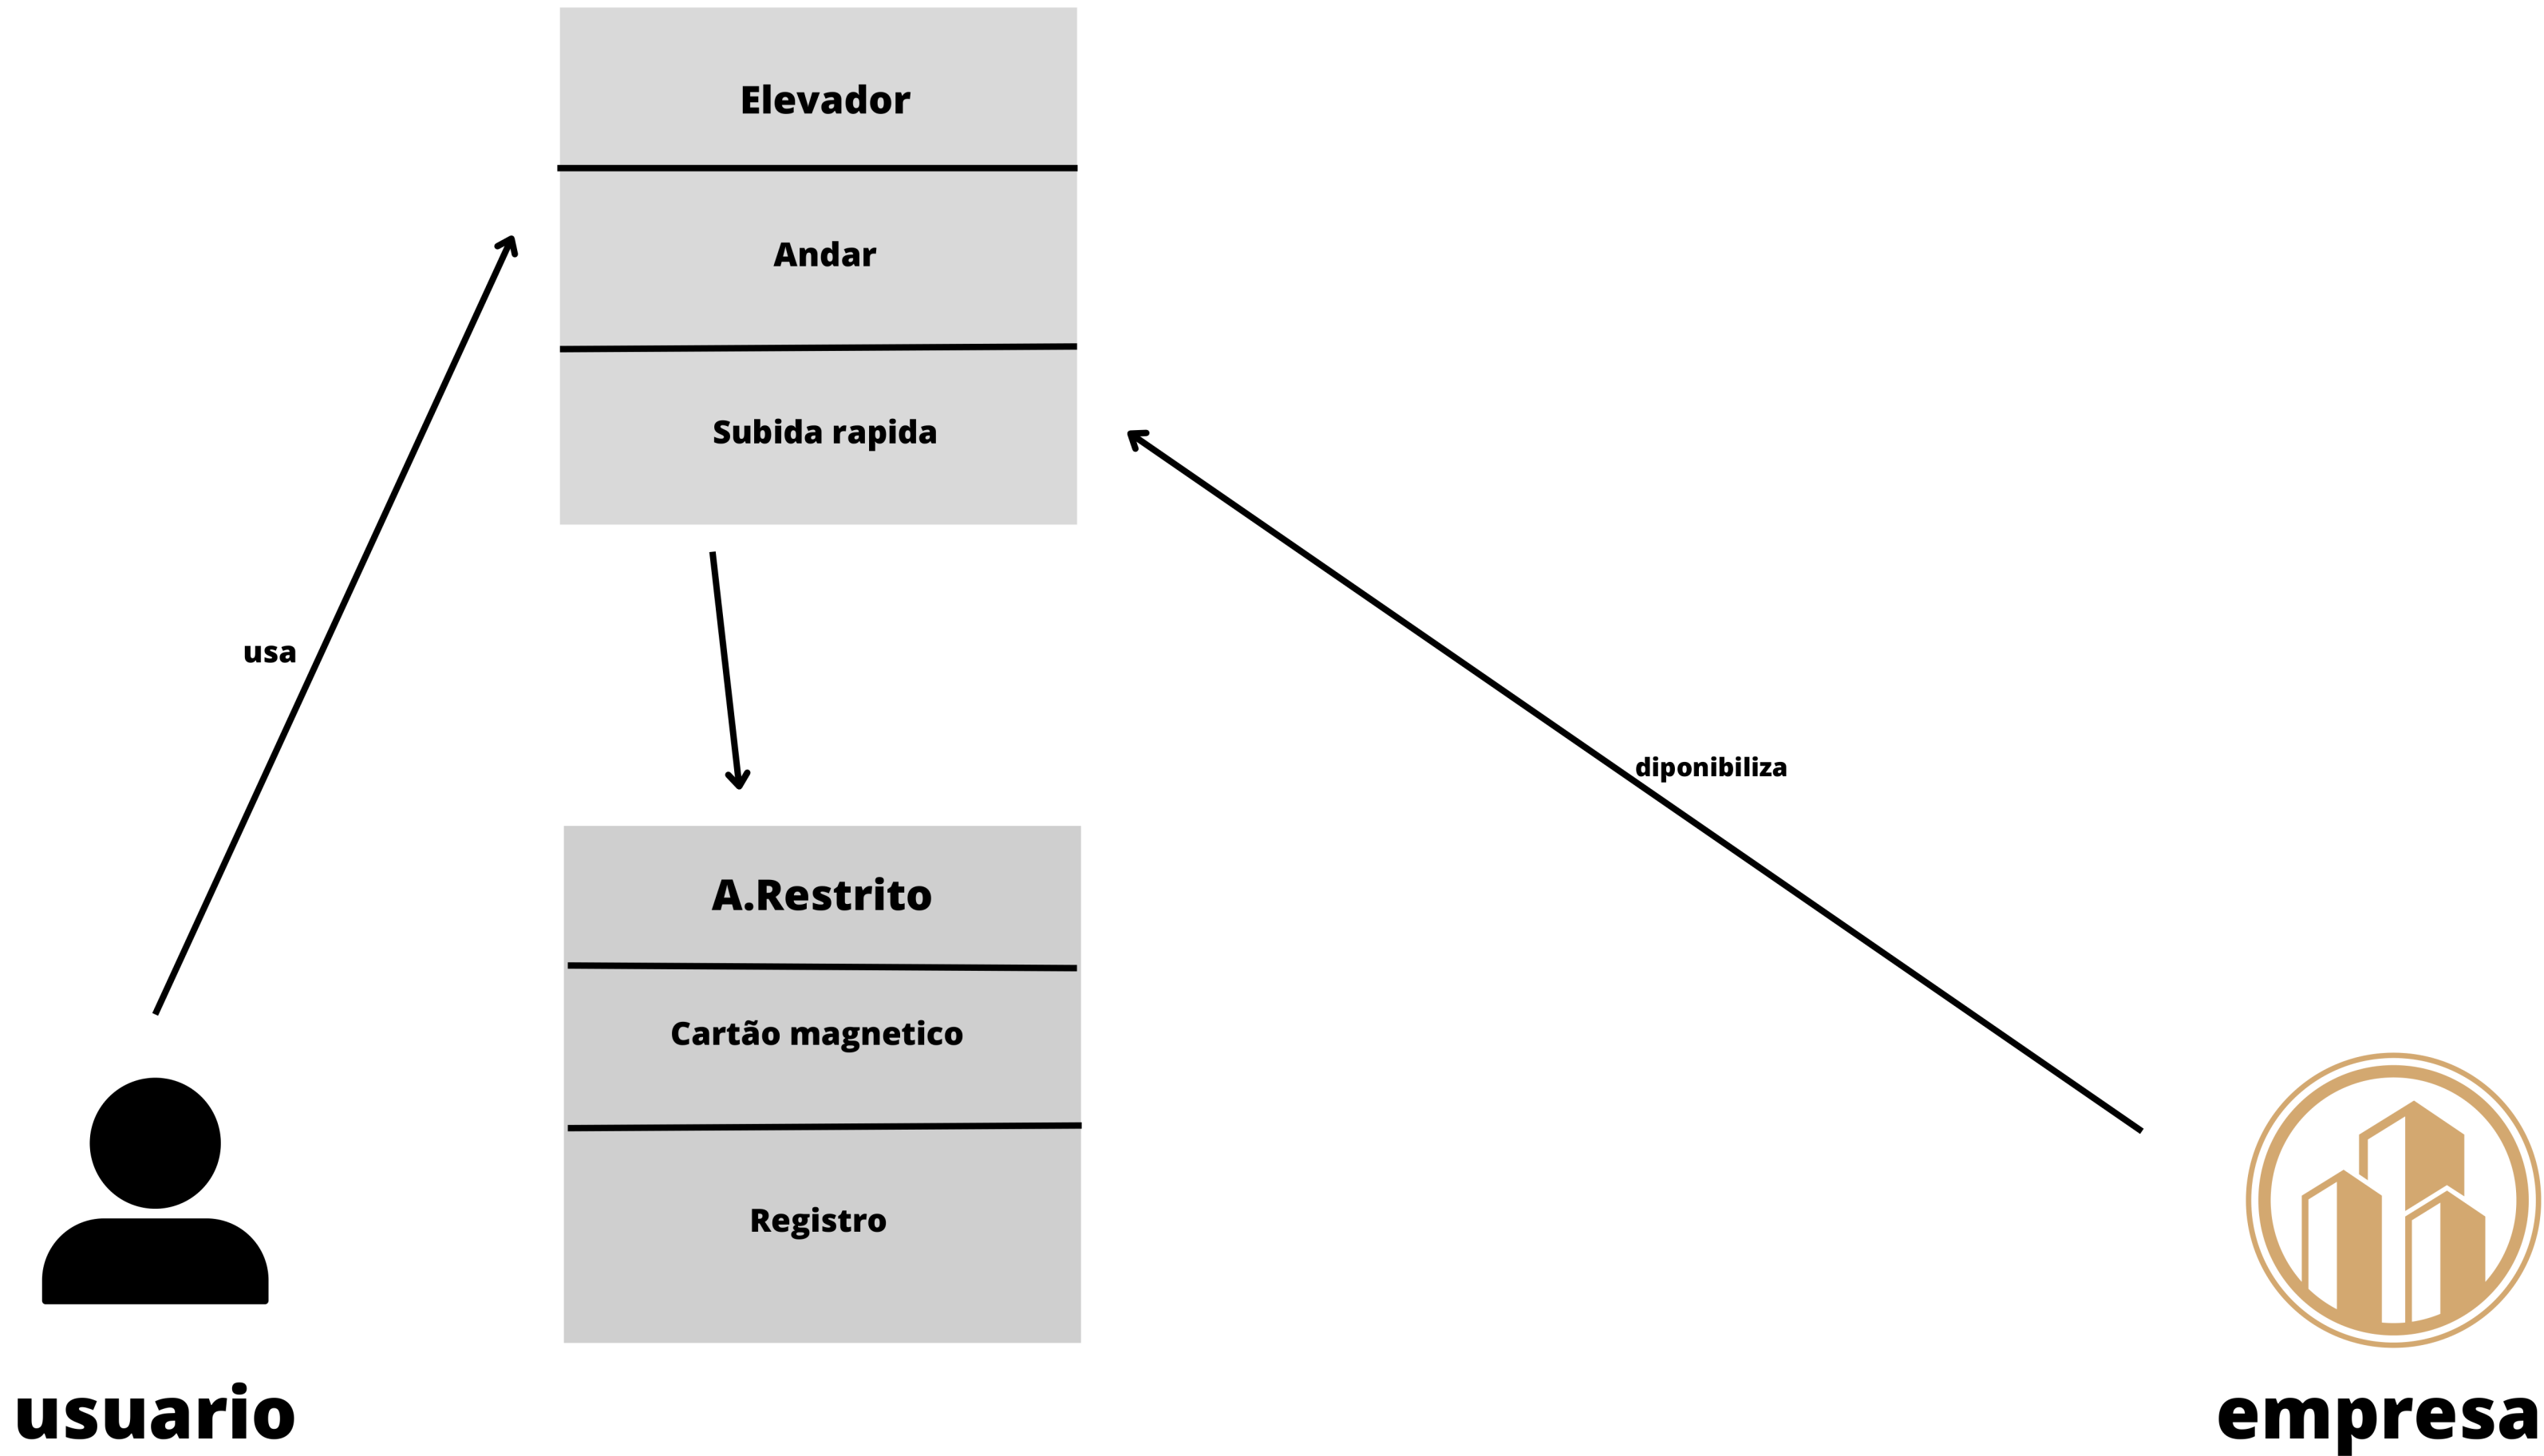 Elevador
Andar
Subida rapida
usa
diponibiliza
A.Restrito
Cartão magnetico
Registro
usuario
empresa